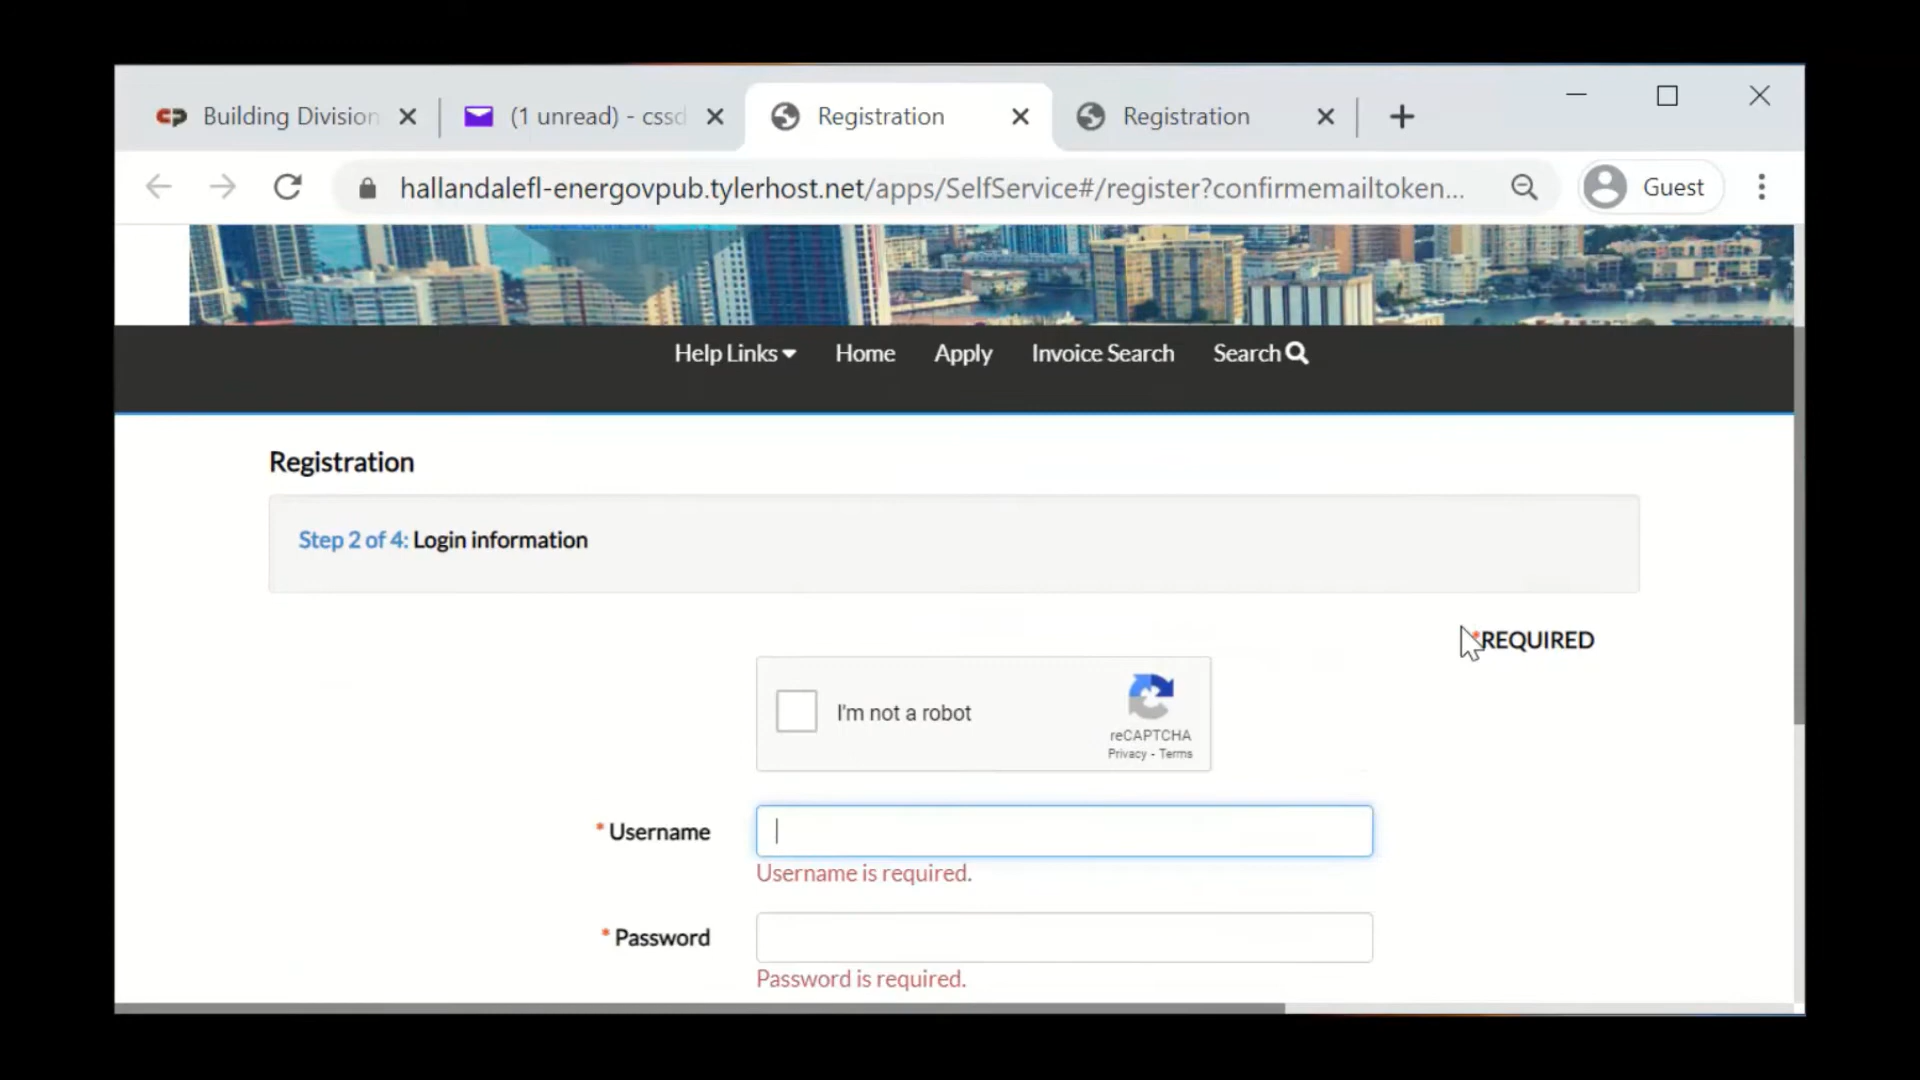 Building Division
(1 unread) - cssd
Registration
Registration
hallandalefl-energovpub.tylerhost.net/apps/SelfService#/register?confirmemailtoken...
Guest
Help Links
Home
Apply
Invoice Search
Search
Registration
Step 2 of 4: Login information
*REQUIRED
I'm not a robot
reCAPTCHA
Privacy - Terms
* Username
Username is required.
* Password
Password is required.